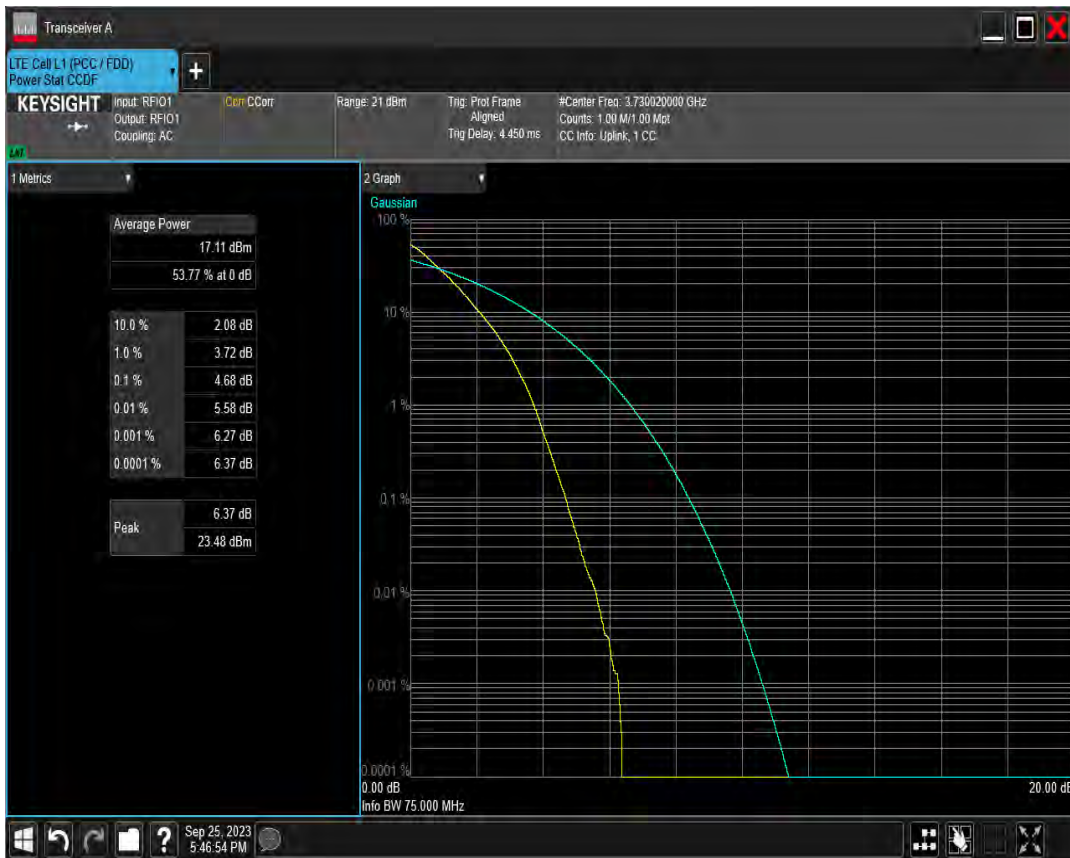 Transceiver A
LTE Cell L1 (PCC / FDD)
Power Stat CCDF
+
KEYSIGHT
Input: RFIO1
Output: RFIO1
Coupling: AC
Corr CCorr
Range: 21 dBm
Trig: Prot Frame
Aligned
Trig Delay: 4.450 ms
#Center Freq: 3.730020000 GHz
Counts: 1.00 M/1.00 Mpt
CC Info: Uplink, 1 CC
1 Metrics
Average Power
17.11 dBm
53.77 % at 0 dB
10.0 % 2.08 dB
1.0 % 3.72 dB
0.1 % 4.68 dB
0.01 % 5.58 dB
0.001 % 6.27 dB
0.0001 % 6.37 dB
Peak
6.37 dB
23.48 dBm
2 Graph
Gaussian
100 %
10 %
1 %
0.1 %
0.01 %
0.001 %
0.0001 %
0.00 dB 20.00 dB
Info BW 75.000 MHz
?
Sep 25, 2023
5:46:54 PM